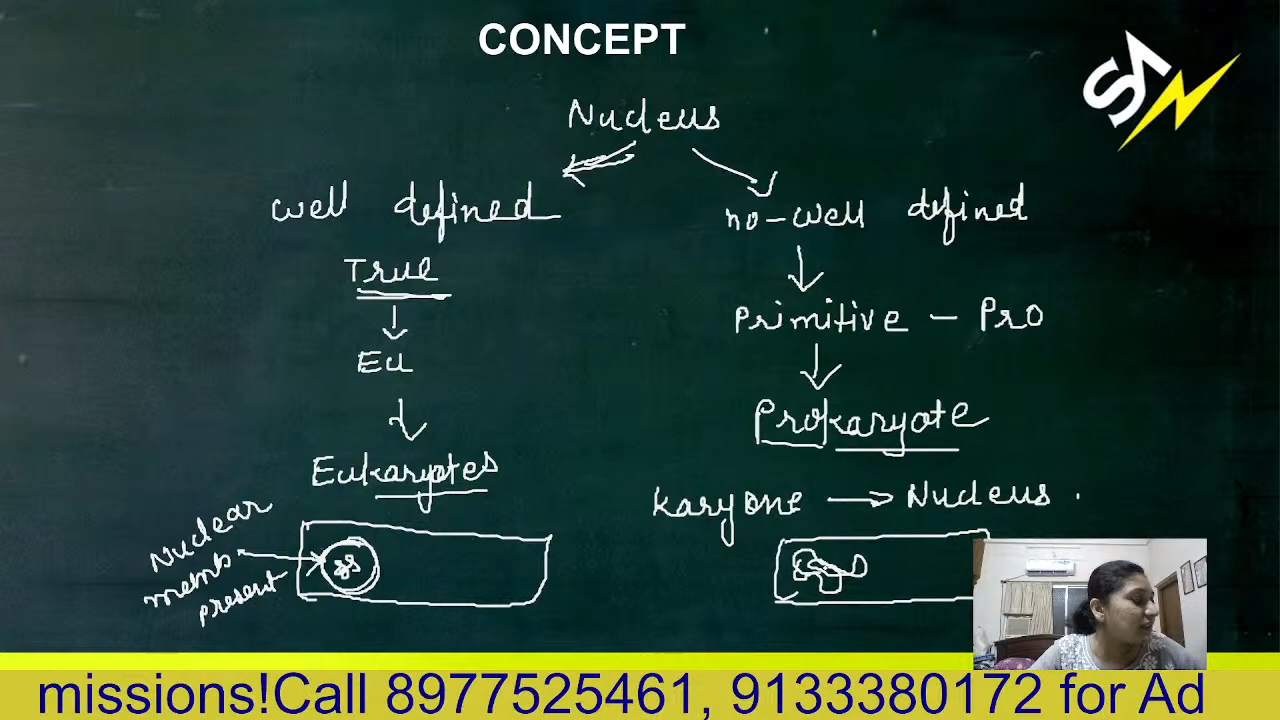 CONCEPT
SAN
Nucleus
well defined
no-well defined
True
Primitive - Pro
Eu
Prokaryote
Eukaryotes
karyone → Nucleus
Nuclear
memb
present
missions!Call 8977525461, 9133380172 for Ad